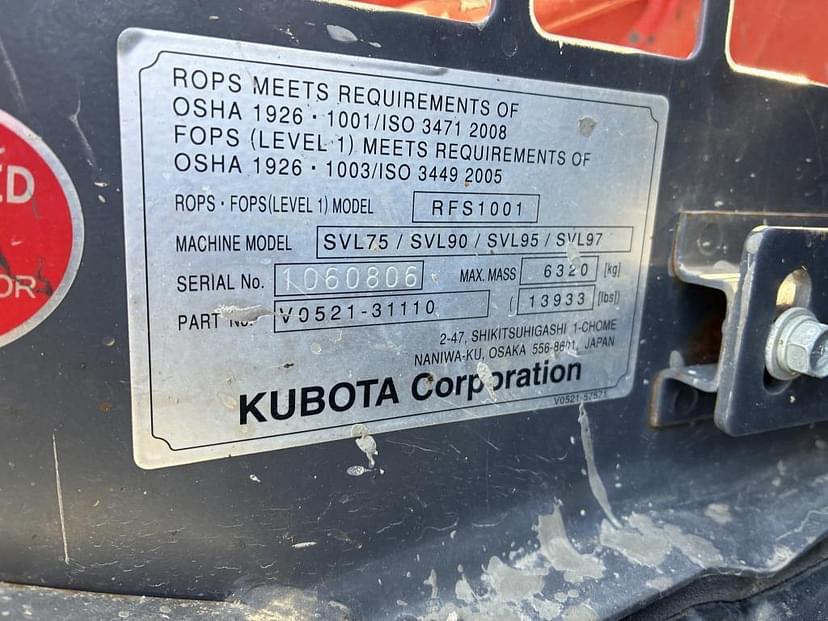 ROPS MEETS REQUIREMENTS OF
OSHA 1926・1001/ISO 3471 2008
FOPS (LEVEL 1) MEETS REQUIREMENTS OF
OSHA 1926・1003/ISO 3449 2005
ROPS・FOPS(LEVEL 1) MODEL RFS1001
MACHINE MODEL SVL75 / SVL90 / SVL95 / SVL97
SERIAL No. 1060806 MAX. MASS 6320 [kg]
PART No. V0521-31110 ( 13933 [lbs])
2-47, SHIKITSUHIGASHI 1-CHOME
NANIWA-KU, OSAKA 556-8601, JAPAN
KUBOTA Corporation
V0521-57571
ED
OR